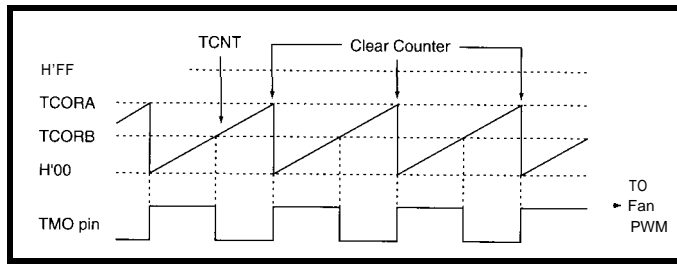 TCNT
Clear Counter
H'FF
TCORA
TCORB
H'00
TMO pin
TO
Fan
PWM